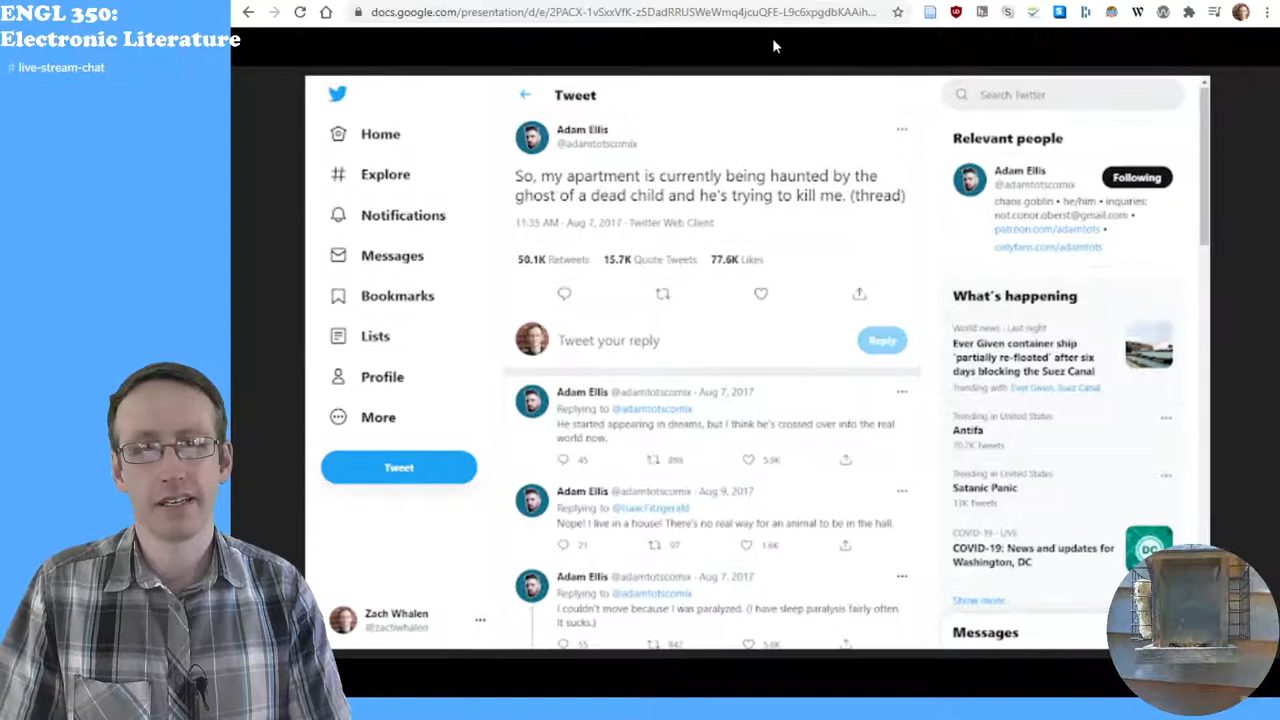 ENGL 350:
Electronic Literature
# live-stream-chat
docs.google.com/presentation/d/e/2PACX-1vSxxVfK-z5DadRRUSWeWmq4jcuQFE-L9c6xpgdbKAAih...
Home
Explore
Notifications
Messages
Bookmarks
Lists
Profile
More
Tweet
Zach Whalen
@zachwhalen
Tweet
Adam Ellis
@adamtotscomix
So, my apartment is currently being haunted by the
ghost of a dead child and he's trying to kill me. (thread)
11:35 AM · Aug 7, 2017 · Twitter Web Client
50.1K Retweets 15.7K Quote Tweets 77.6K Likes
Tweet your reply
Reply
Adam Ellis @adamtotscomix · Aug 7, 2017
Replying to @adamtotscomix
He started appearing in dreams, but I think he's crossed over into the real
world now.
45 898 5.9K
Adam Ellis @adamtotscomix · Aug 9, 2017
Replying to @IsaacFitzgerald
Nope! I live in a house! There's no real way for an animal to be in the hall.
21 97 1.6K
Adam Ellis @adamtotscomix · Aug 7, 2017
Replying to @adamtotscomix
I couldn't move because I was paralyzed. (I have sleep paralysis fairly often.
It sucks.)
55 842 5.6K
Search Twitter
Relevant people
Adam Ellis
@adamtotscomix
Following
chaos goblin • he/him • inquiries:
not.conor.oberst@gmail.com •
patreon.com/adamtots •
onlyfans.com/adamtots
What's happening
World news · Last night
Ever Given container ship
'partially re-floated' after six
days blocking the Suez Canal
Trending with Ever Given, Suez Canal
Trending in United States
Antifa
70.2K Tweets
Trending in United States
Satanic Panic
13K Tweets
COVID-19 · LIVE
COVID-19: News and updates for
Washington, DC
DC
Show more
Messages